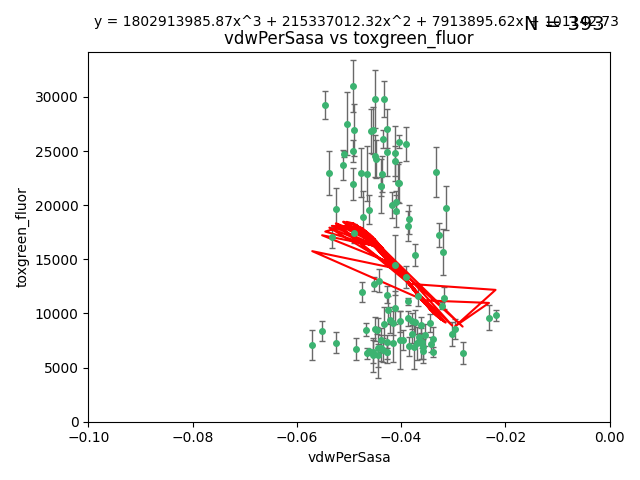 y = 1802913985.87x^3 + 215337012.32x^2 + 7913895.62x +
N = 393
vdwPerSasa vs toxgreen_fluor
toxgreen_fluor
30000
25000
20000
15000
10000
5000
0
−0.10
−0.08
−0.06
−0.04
−0.02
0.00
vdwPerSasa